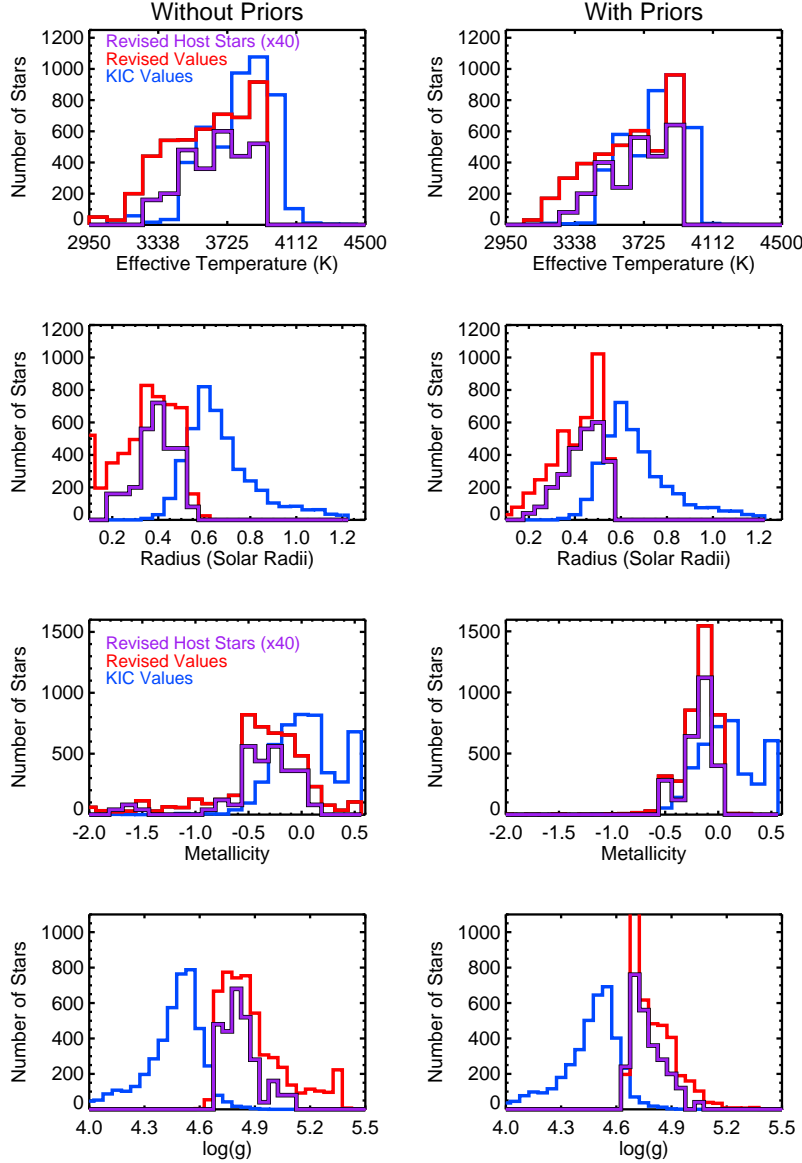 Without Priors
With Priors
Revised Host Stars (x40)
Revised Values
KIC Values
Number of Stars
1200
1000
800
600
400
200
0
2950 3338 3725 4112 4500
Effective Temperature (K)
Number of Stars
1200
1000
800
600
400
200
0
2950 3338 3725 4112 4500
Effective Temperature (K)
Number of Stars
1200
1000
800
600
400
200
0
0.2 0.4 0.6 0.8 1.0 1.2
Radius (Solar Radii)
Number of Stars
1200
1000
800
600
400
200
0
0.2 0.4 0.6 0.8 1.0 1.2
Radius (Solar Radii)
Revised Host Stars (x40)
Revised Values
KIC Values
Number of Stars
1500
1000
500
0
-2.0 -1.5 -1.0 -0.5 0.0 0.5
Metallicity
Number of Stars
1500
1000
500
0
-2.0 -1.5 -1.0 -0.5 0.0 0.5
Metallicity
Number of Stars
1000
800
600
400
200
0
4.0 4.3 4.6 4.9 5.2 5.5
log(g)
Number of Stars
1000
800
600
400
200
0
4.0 4.3 4.6 4.9 5.2 5.5
log(g)